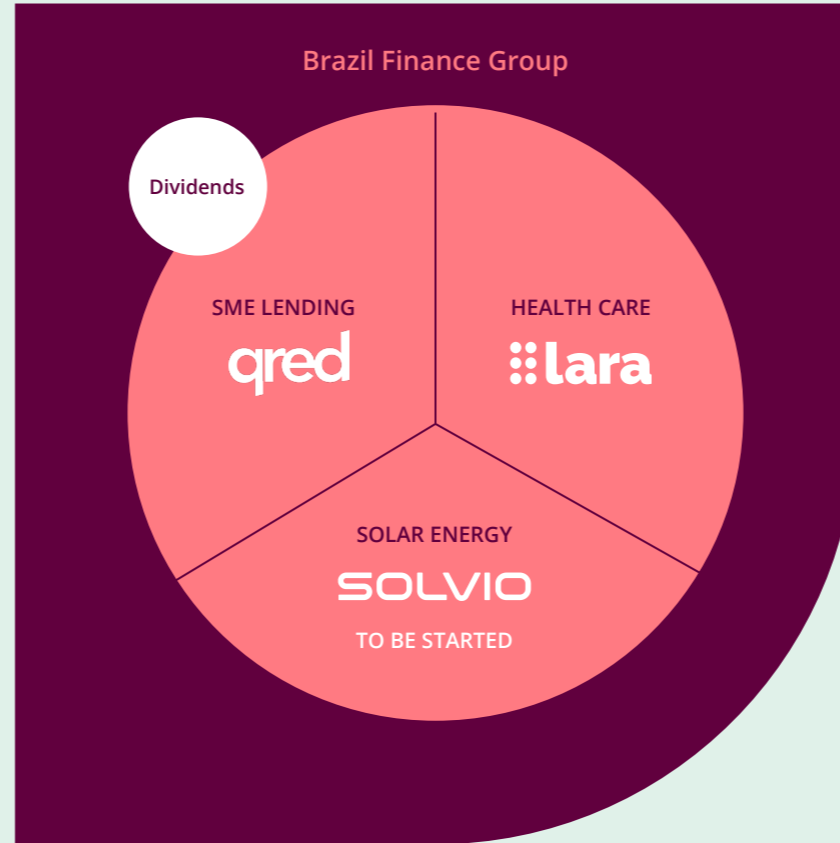 Brazil Finance Group
Dividends
SME LENDING
qred
HEALTH CARE
lara
SOLAR ENERGY
SOLVIO
TO BE STARTED